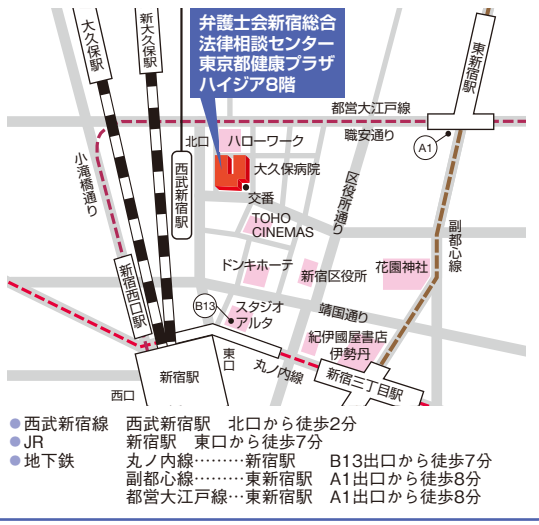 大久保駅
新大久保駅
弁護士会新宿総合
法律相談センター
東京都健康プラザ
ハイジア8階
東新宿駅
都営大江戸線
職安通り
A1
北口
ハローワーク
小滝橋通り
西武新宿駅
大久保病院
交番
区役所通り
TOHO
CINEMAS
副都心線
ドンキホーテ
新宿区役所
花園神社
新宿西口駅
B13
スタジオ
アルタ
靖国通り
紀伊國屋書店
伊勢丹
東口
丸ノ内線
新宿三丁目駅
新宿駅
西口
●西武新宿線 西武新宿駅 北口から徒歩2分
●JR 新宿駅 東口から徒歩7分
●地下鉄 丸ノ内線………新宿駅 B13出口から徒歩7分
副都心線………東新宿駅 A1出口から徒歩8分
都営大江戸線…東新宿駅 A1出口から徒歩8分